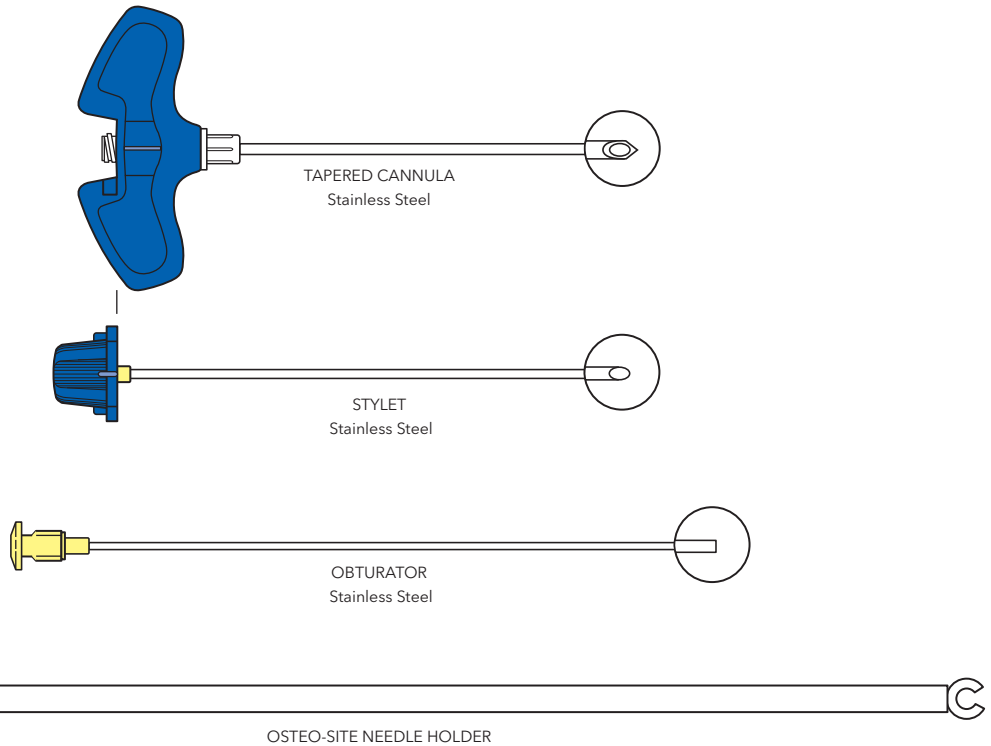 TAPERED CANNULA
Stainless Steel
STYLET
Stainless Steel
OBTURATOR
Stainless Steel
OSTEO-SITE NEEDLE HOLDER